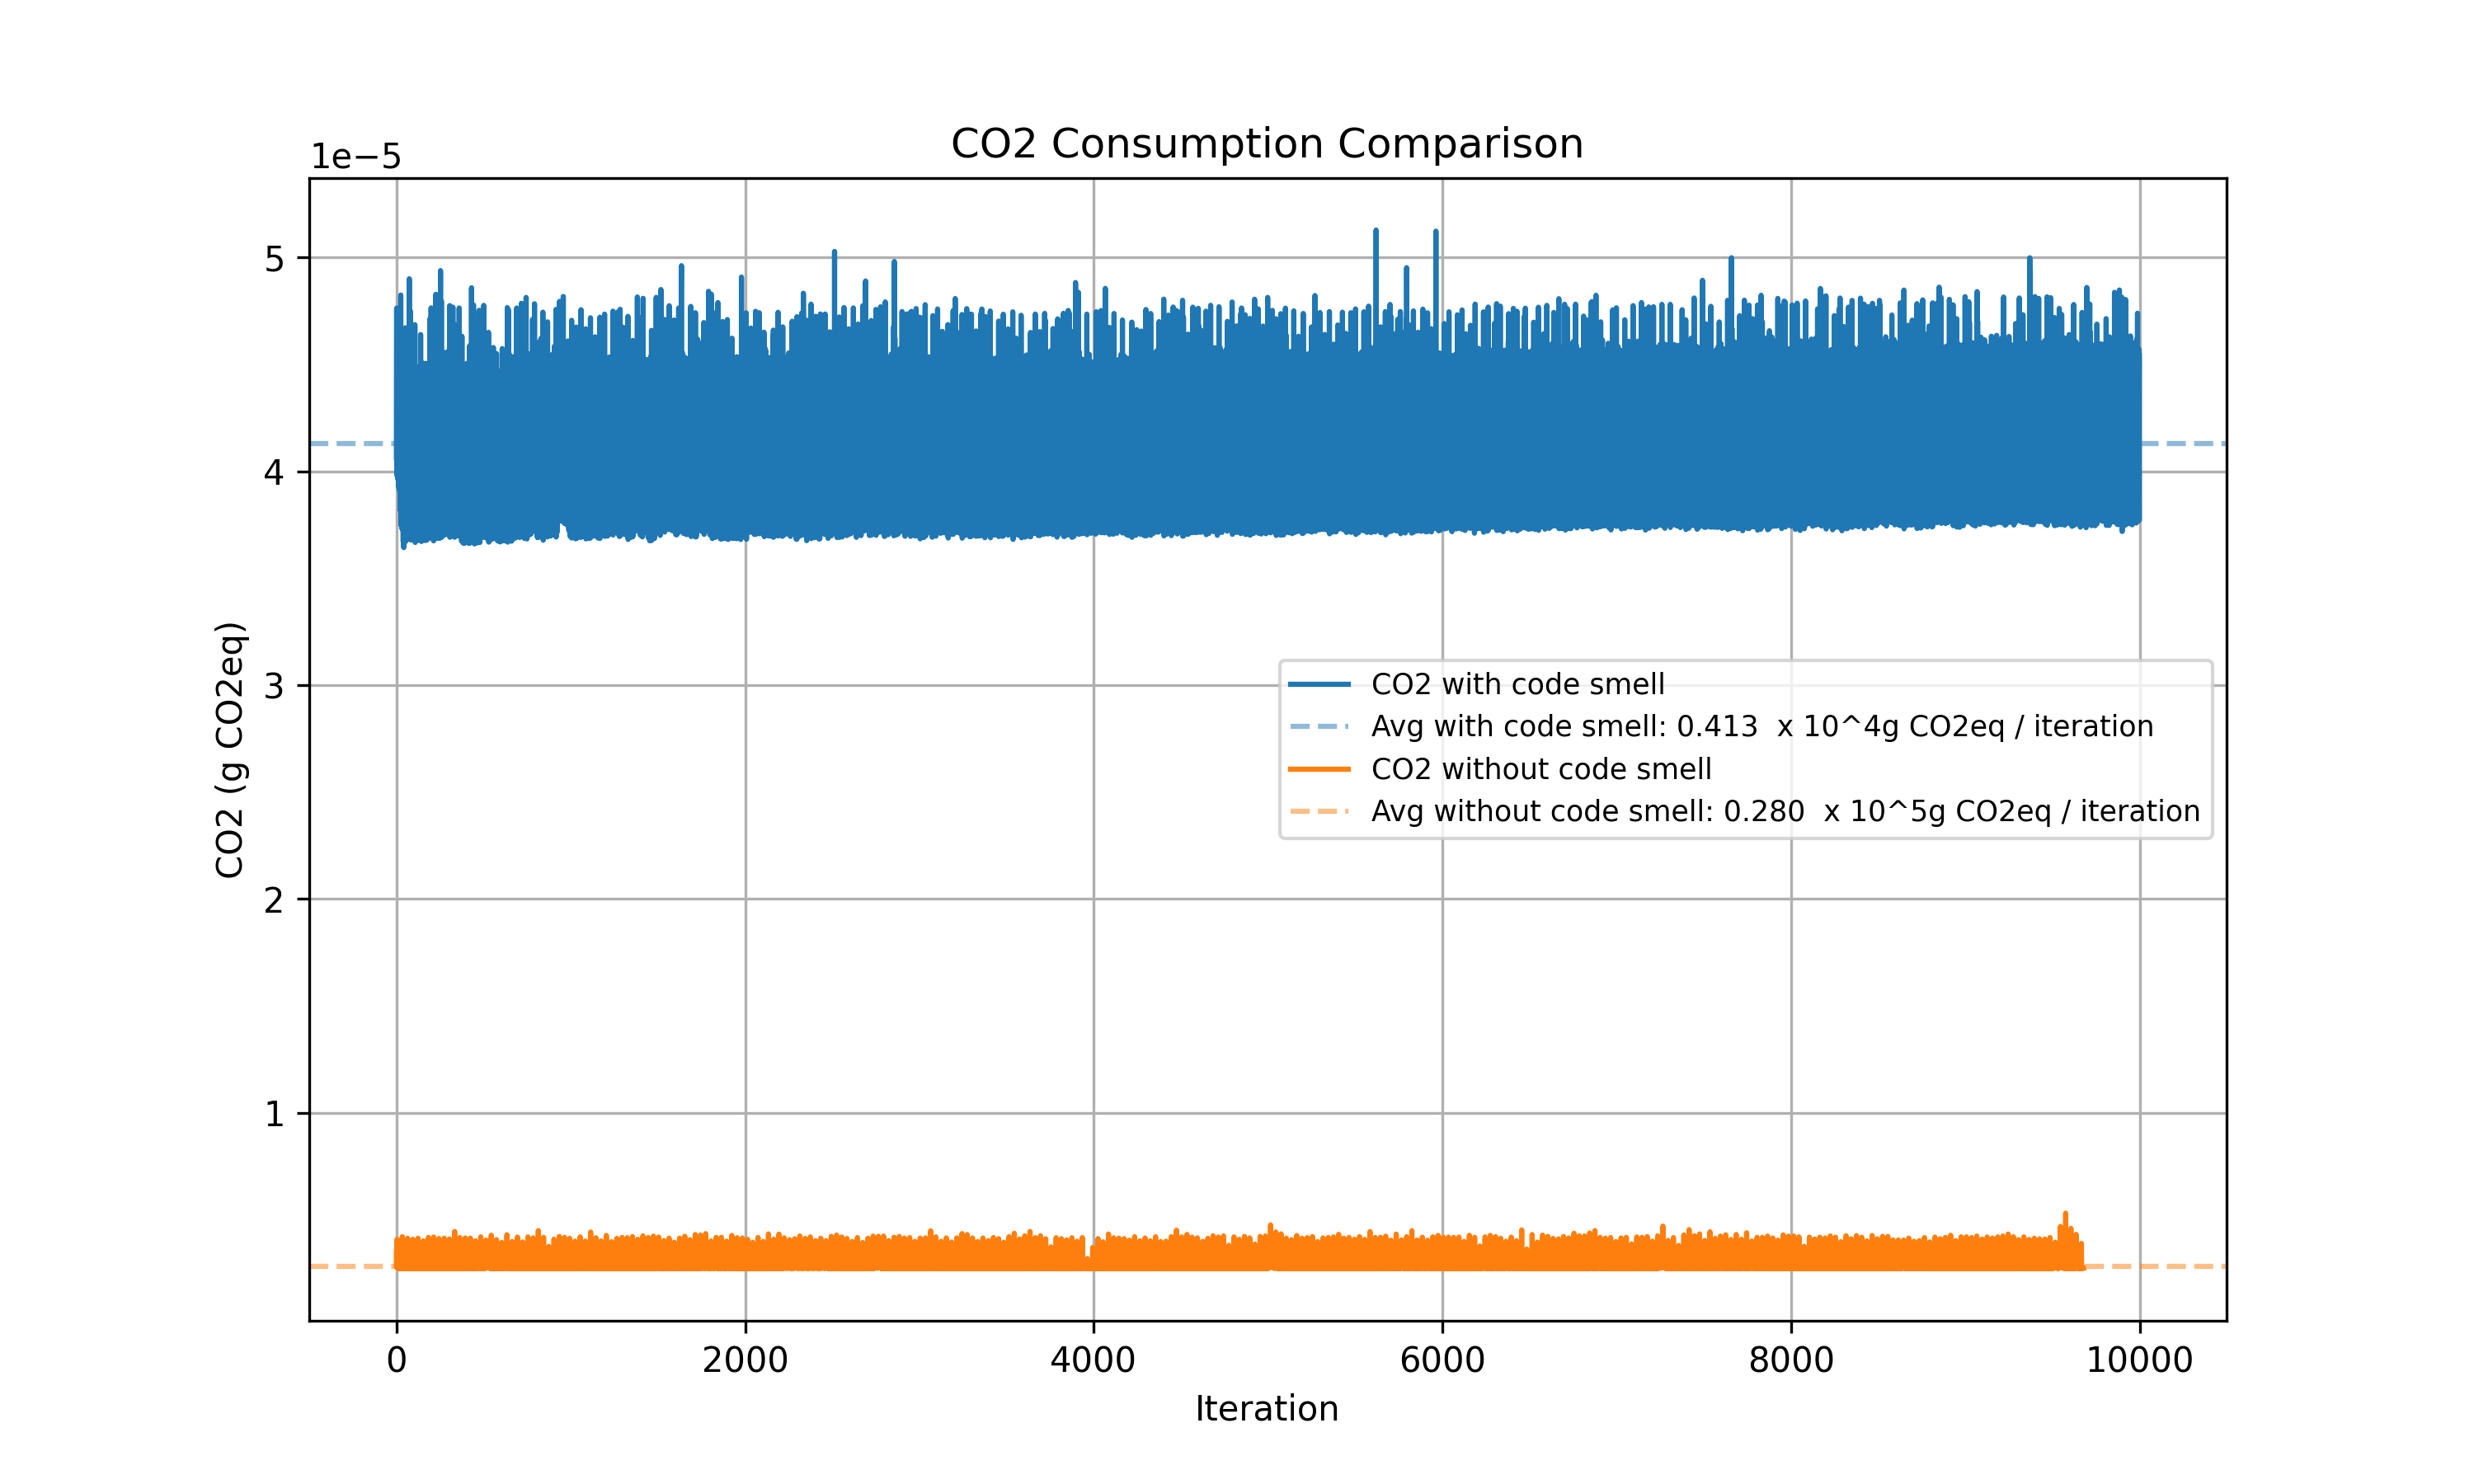 CO2 Consumption Comparison
1e−5
5
4
3
2
1
CO2 (g CO2eq)
CO2 with code smell
Avg with code smell: 0.413  x 10^4g CO2eq / iteration
CO2 without code smell
Avg without code smell: 0.280  x 10^5g CO2eq / iteration
0 2000 4000 6000 8000 10000
Iteration